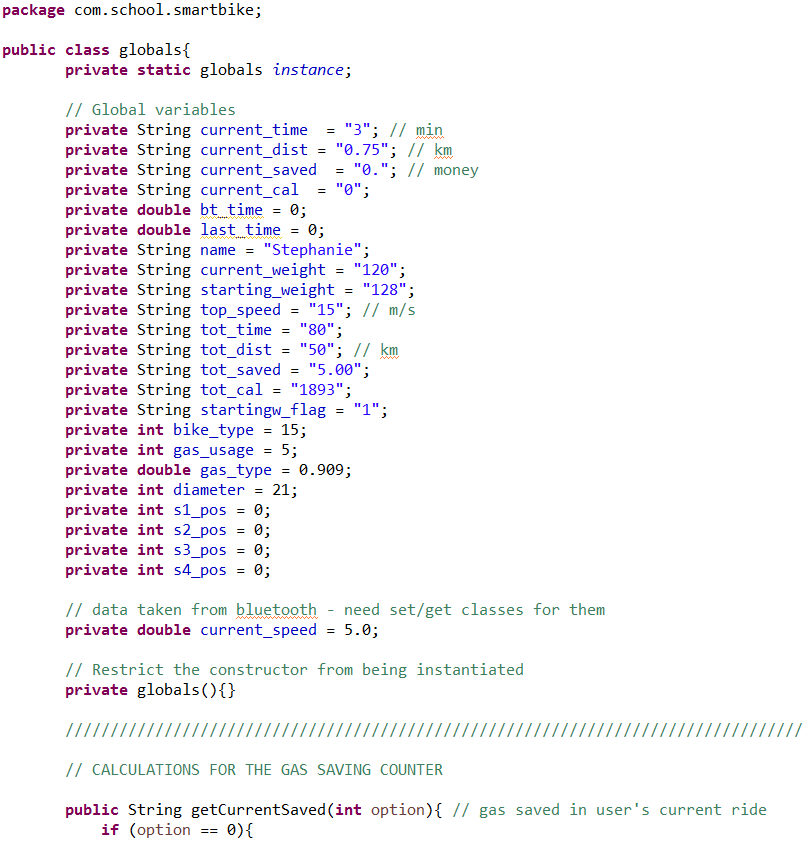 package com.school.smartbike;
public class globals{
private static globals instance;
// Global variables
private String current_time  = "3"; // min
private String current_dist = "0.75"; // km
private String current_saved  = "0."; // money
private String current_cal  = "0";
private double bt_time = 0;
private double last_time = 0;
private String name = "Stephanie";
private String current_weight = "120";
private String starting_weight = "128";
private String top_speed = "15"; // m/s
private String tot_time = "80";
private String tot_dist = "50"; // km
private String tot_saved = "5.00";
private String tot_cal = "1893";
private String startingw_flag = "1";
private int bike_type = 15;
private int gas_usage = 5;
private double gas_type = 0.909;
private int diameter = 21;
private int s1_pos = 0;
private int s2_pos = 0;
private int s3_pos = 0;
private int s4_pos = 0;
// data taken from bluetooth - need set/get classes for them
private double current_speed = 5.0;
// Restrict the constructor from being instantiated
private globals(){}
//////////////////////////////////////////////////////////////////////////////////
// CALCULATIONS FOR THE GAS SAVING COUNTER
public String getCurrentSaved(int option){ // gas saved in user's current ride
if (option == 0){